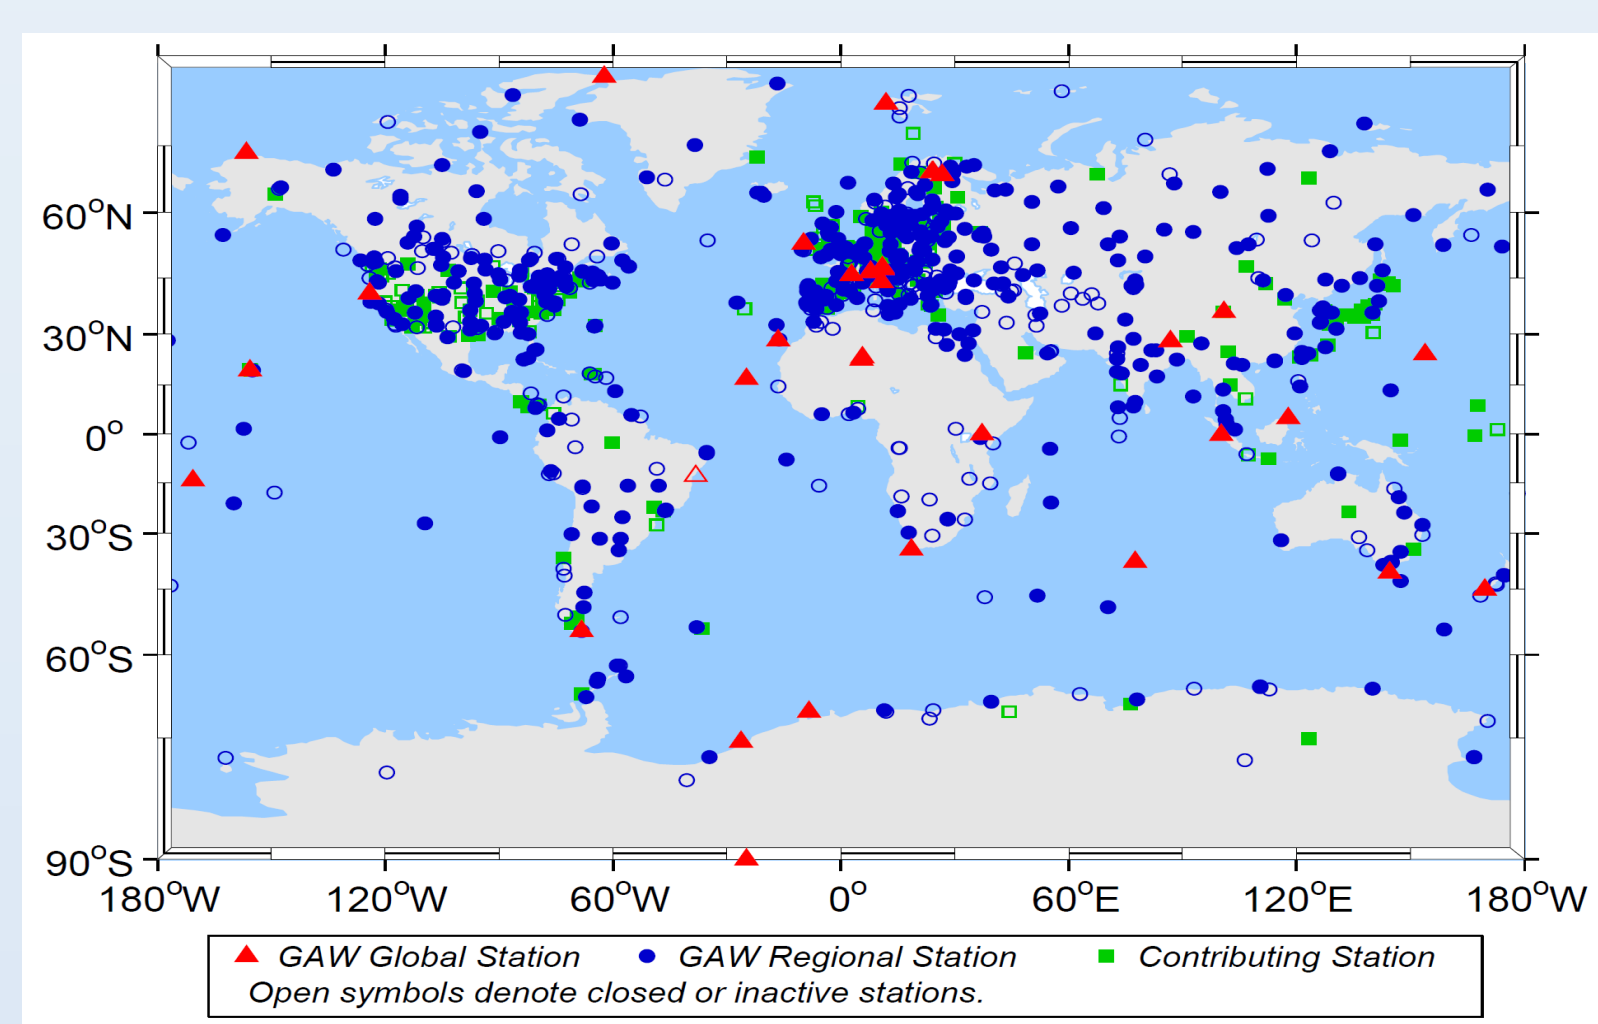 60°N
30°N
0°
30°S
60°S
90°S
180°W 120°W 60°W 0° 60°E 120°E 180°W
GAW Global Station GAW Regional Station Contributing Station
Open symbols denote closed or inactive stations.